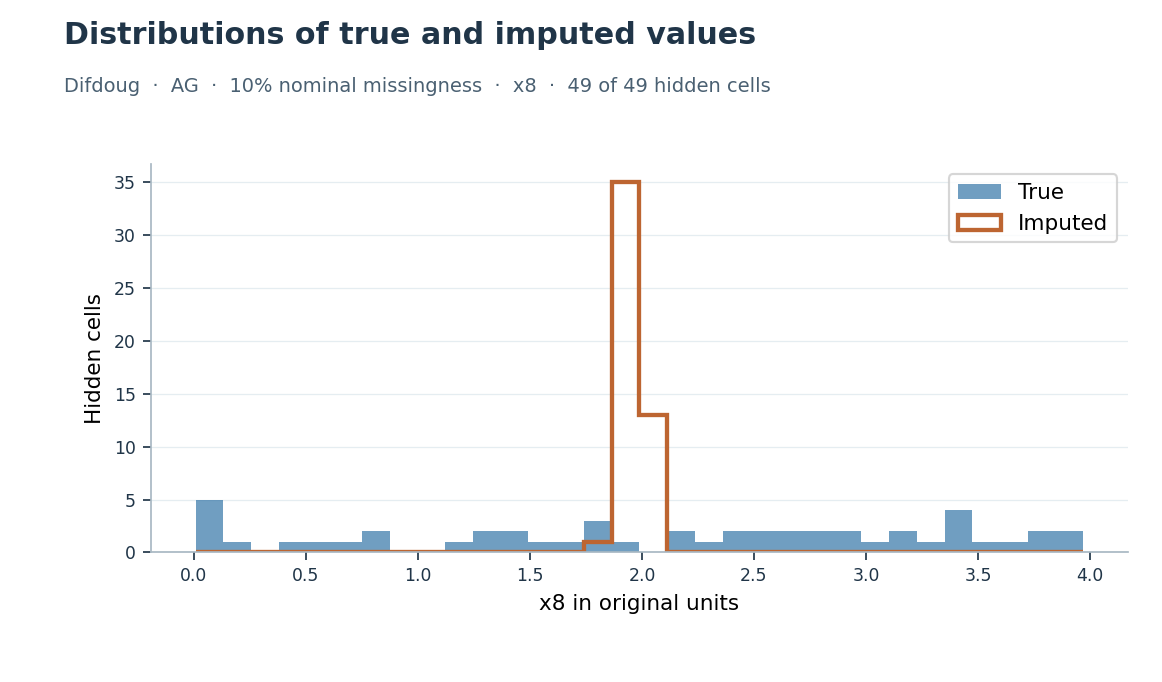 Distributions of true and imputed values
Difdoug · AG · 10% nominal missingness · x8 · 49 of 49 hidden cells
True
Imputed
Hidden cells
35
30
25
20
15
10
5
0
0.0 0.5 1.0 1.5 2.0 2.5 3.0 3.5 4.0
x8 in original units